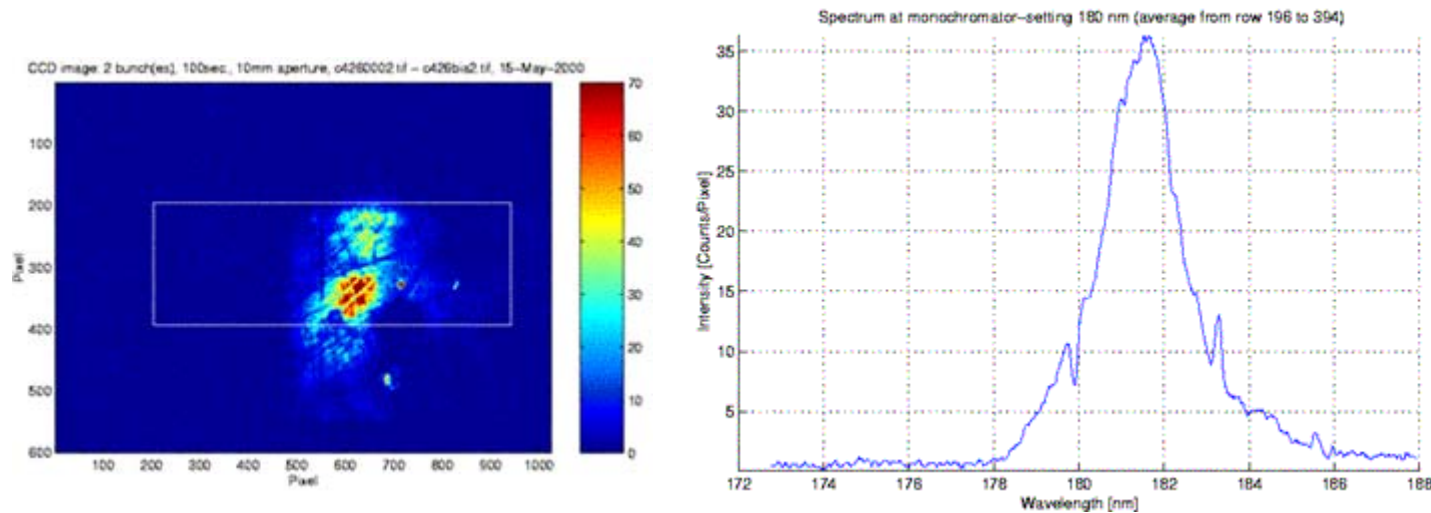 CCD image: 2 bunch(es), 100sec., 10mm aperture, c4260002.tif - c426bia2.tif, 15-May-2000
100
200
300
400
500
600
Pixel
100 200 300 400 500 600 700 800 900 1000
Pixel
70
60
50
40
30
20
10
0
Spectrum at monochromator-setting 180 nm (average from row 196 to 394)
35
30
25
20
15
10
5
Intensity [Counts/Pixel]
172 174 176 178 180 182 184 186 188
Wavelength [nm]